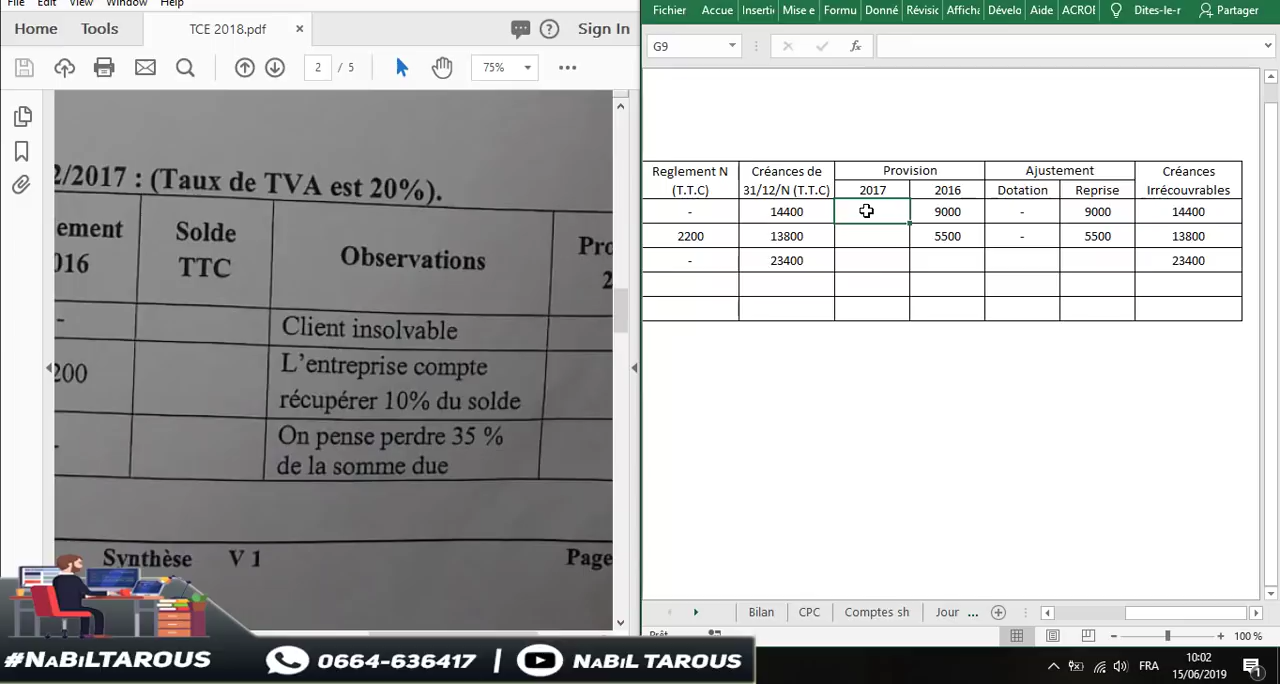 File Edit View Window Help
Home Tools TCE 2018.pdf × ? Sign In
2 / 5 75%
2/2017 : (Taux de TVA est 20%).
ement
016
Solde
TTC
Observations
Pro
2
-
Client insolvable
200
L'entreprise compte
récupérer 10% du solde
-
On pense perdre 35 %
de la somme due
Synthèse V 1 Page
Fichier Accue Inserti Mise e Formu Donné Révisic Afficha Dévelo Aide ACROE Dites-le-r Partager
G9 fx
Reglement N
(T.T.C)
Créances de
31/12/N (T.T.C)
Provision
2017 2016
Ajustement
Dotation Reprise
Créances
Irrécouvrables
- 14400 9000 - 9000 14400
2200 13800 5500 - 5500 13800
- 23400 23400
Bilan CPC Comptes sh Jour ...
Prêt 100 %
#NABILTAROUS 0664-636417 | NABIL TAROUS
FRA 10:02
15/06/2019
1